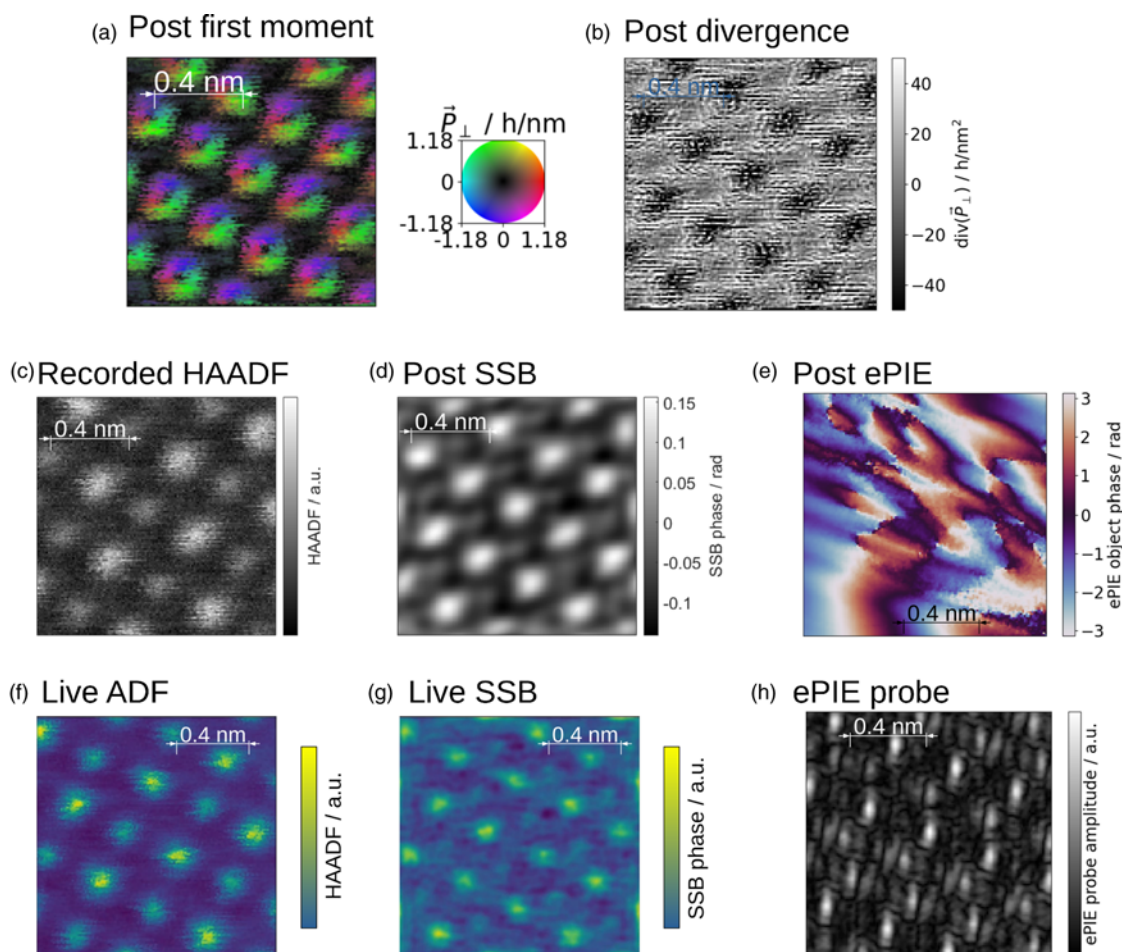 (a) Post first moment
0.4 nm
P⃗⊥ / h/nm
1.18
0
-1.18
-1.18 0 1.18
(b) Post divergence
0.4 nm
40
20
0
−20
−40
div(P⃗⊥) / h/nm²
(c) Recorded HAADF
0.4 nm
HAADF / a.u.
(d) Post SSB
0.4 nm
0.15
0.1
0.05
0
-0.05
-0.1
SSB phase / rad
(e) Post ePIE
0.4 nm
3
2
1
0
−1
−2
−3
ePIE object phase / rad
(f) Live ADF
0.4 nm
HAADF / a.u.
(g) Live SSB
0.4 nm
SSB phase / a.u.
(h) ePIE probe
0.4 nm
ePIE probe amplitude / a.u.